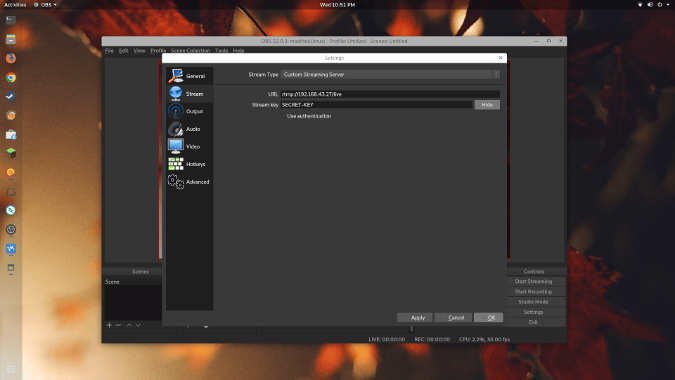 Activities OBS Wed 10:51 PM
OBS 22.0.3-modified (linux) - Profile: Untitled - Scenes: Untitled
File Edit View Profile Scene Collection Tools Help
Settings
General
Stream
Output
Audio
Video
Hotkeys
Advanced
Stream Type Custom Streaming Server
URL rtmp://192.168.43.27/live
Stream key SECRET-KEY Hide
Use authentication
Apply Cancel OK
Scenes
Scene
Controls
Start Streaming
Start Recording
Studio Mode
Settings
Exit
LIVE: 00:00:00 REC: 00:00:00 CPU: 2.2%, 30.00 fps